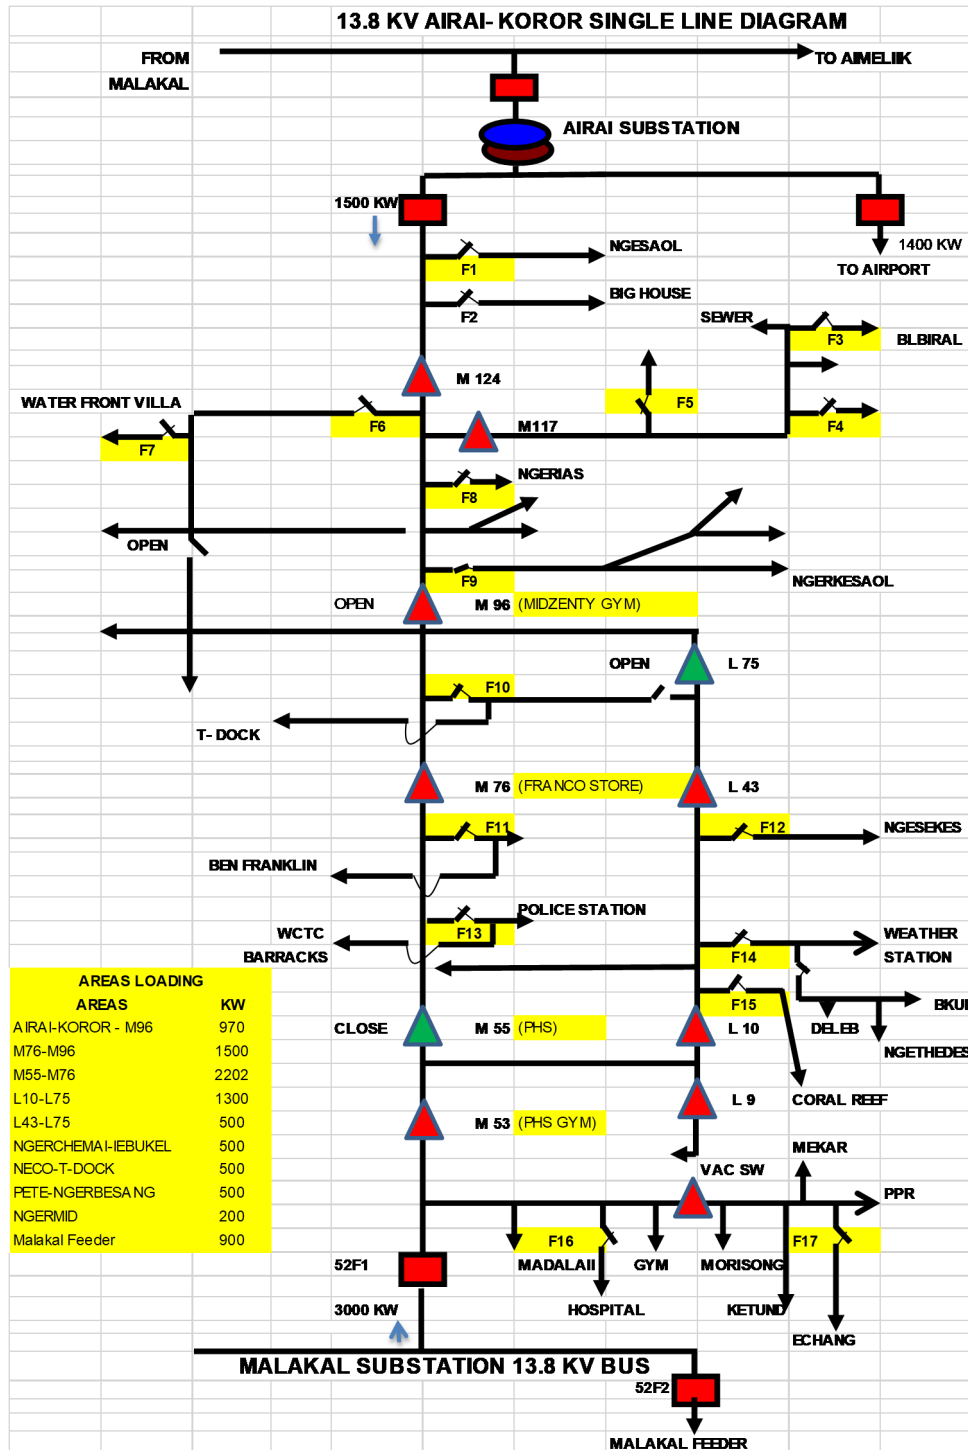 13.8 KV AIRAI- KOROR SINGLE LINE DIAGRAM
FROM
MALAKAL
TO AIMELIIK
AIRAI SUBSTATION
1500 KW
1400 KW
TO AIRPORT
NGESAOL
F1
BIG HOUSE
F2
SEWER
F3
BLBIRAL
M 124
F5
WATER FRONT VILLA
F6
M117
F4
F7
NGERIAS
F8
OPEN
F9
NGERKESAOL
OPEN
M 96 (MIDZENTY GYM)
OPEN
L 75
F10
T- DOCK
M 76 (FRANCO STORE)
L 43
F11
F12
NGESEKES
BEN FRANKLIN
POLICE STATION
WCTC
BARRACKS
F13
WEATHER
STATION
F14
F15
BKUL
DELEB
NGETHEDES
CORAL REEF
AREAS LOADING
AREAS KW
AIRAI-KOROR - M96 970
M76-M96 1500
M55-M76 2202
L10-L75 1300
L43-L75 500
NGERCHEMAI-IEBUKEL 500
NECO-T-DOCK 500
PETE-NGERBESANG 500
NGERMID 200
Malakal Feeder 900
CLOSE
M 55 (PHS)
L 10
M 53 (PHS GYM)
L 9
VAC SW
MEKAR
PPR
F16
F17
MADALAII
GYM
MORISONG
HOSPITAL
KETUND
ECHANG
52F1
3000 KW
MALAKAL SUBSTATION 13.8 KV BUS
52F2
MALAKAL FEEDER